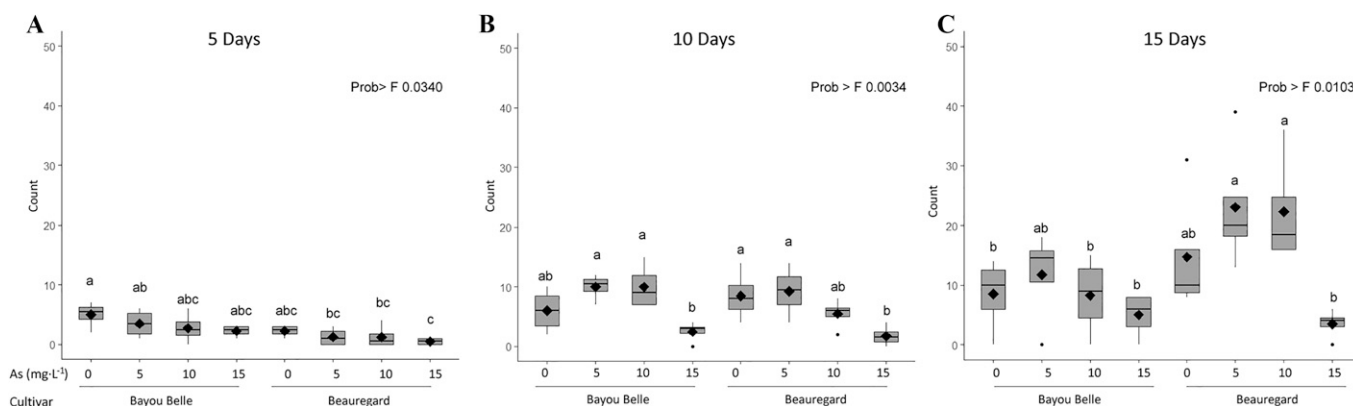 A
5 Days
Prob> F 0.0340
Count
50
40
30
20
10
0
a
ab
abc
abc
abc
bc
bc
c
B
10 Days
Prob > F 0.0034
Count
50
40
30
20
10
0
ab
a
a
b
a
a
ab
b
C
15 Days
Prob > F 0.0103
Count
50
40
30
20
10
0
b
ab
b
ab
ab
a
a
b
As (mg·L-1) 0 5 10 15 0 5 10 15 0 5 10 15 0 5 10 15 0 5 10 15 0 5 10 15
Cultivar Bayou Belle Beauregard Bayou Belle Beauregard Bayou Belle Beauregard